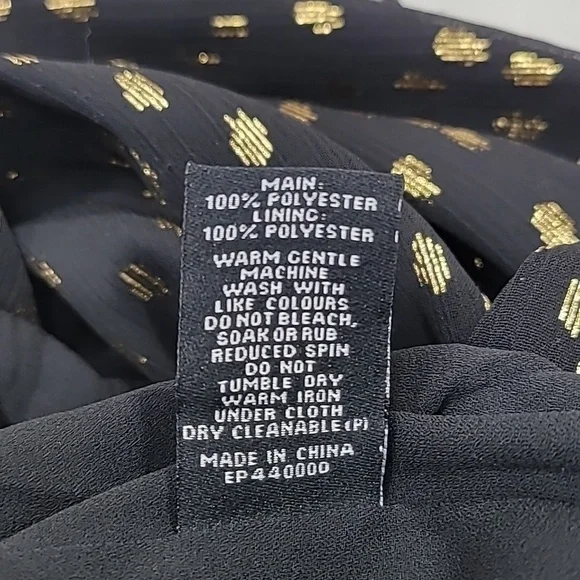 MAIN:
100% POLYESTER
LINING:
100% POLYESTER
WARM GENTLE
MACHINE
WASH WITH
LIKE COLOURS
DO NOT BLEACH,
SOAK OR RUB
REDUCED SPIN
DO NOT
TUMBLE DRY
WARM IRON
UNDER CLOTH
DRY CLEANABLE(P)
MADE IN CHINA
EP440000